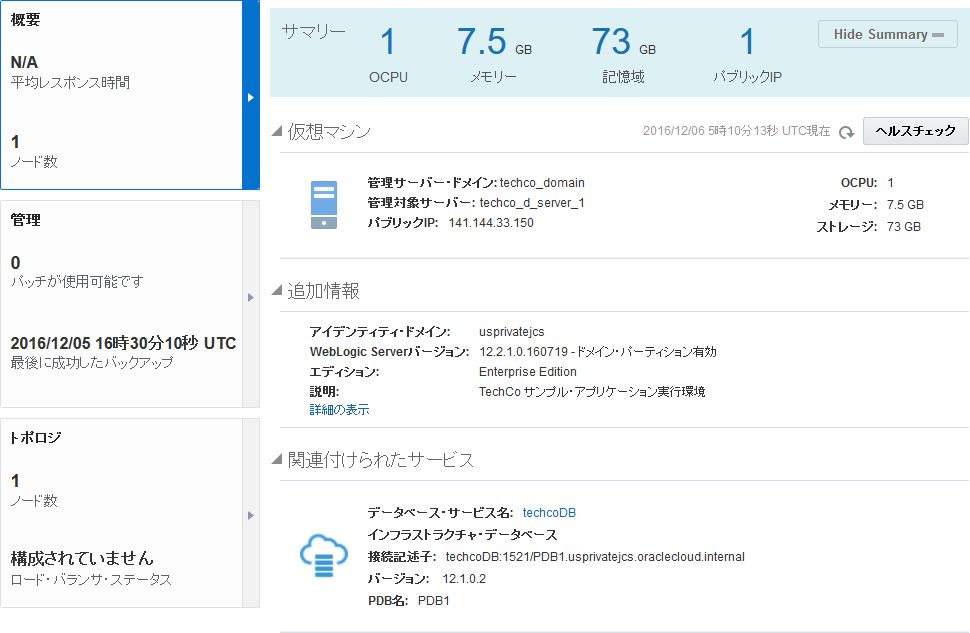 概要
N/A
平均レスポンス時間
1
ノード数
管理
0
パッチが使用可能です
2016/12/05 16時30分10秒 UTC
最後に成功したバックアップ
トポロジ
1
ノード数
構成されていません
ロード・バランサ・ステータス
サマリー
1
OCPU
7.5 GB
メモリー
73 GB
記憶域
1
パブリックIP
Hide Summary
仮想マシン
2016/12/06 5時10分13秒 UTC現在
ヘルスチェック
管理サーバー・ドメイン: techco_domain
管理対象サーバー: techco_d_server_1
パブリックIP: 141.144.33.150
OCPU: 1
メモリー: 7.5 GB
ストレージ: 73 GB
追加情報
アイデンティティ・ドメイン: usprivatejcs
WebLogic Serverバージョン: 12.2.1.0.160719 - ドメイン・パーティション有効
エディション: Enterprise Edition
説明: TechCo サンプル・アプリケーション実行環境
詳細の表示
関連付けられたサービス
データベース・サービス名: techcoDB
インフラストラクチャ・データベース
接続記述子: techcoDB:1521/PDB1.usprivatejcs.oraclecloud.internal
バージョン: 12.1.0.2
PDB名: PDB1